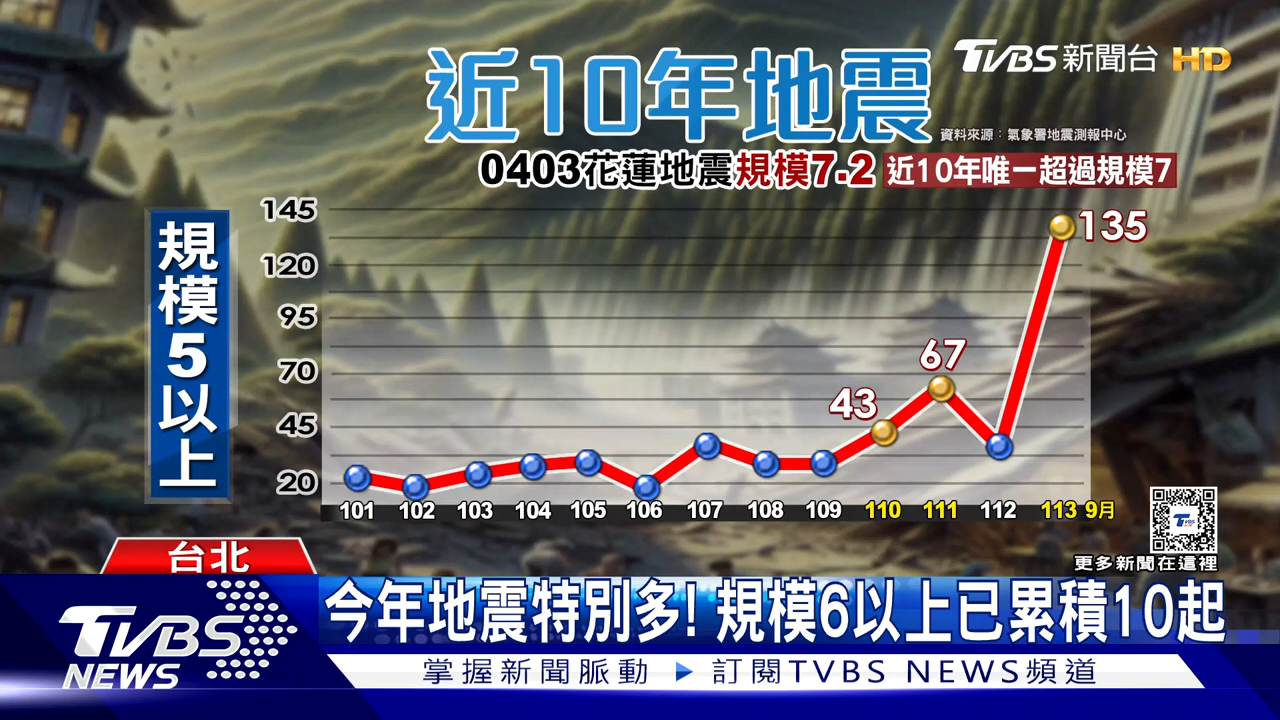 近10年地震
TVBS新聞台 HD
資料來源：氣象署地震測報中心
0403花蓮地震規模7.2 近10年唯一超過規模7
規模5以上
145
120
95
70
45
20
43
67
135
101 102 103 104 105 106 107 108 109 110 111 112 113 9月
TVBS
更多新聞在這裡
台北
今年地震特別多! 規模6以上已累積10起
TVBS NEWS
掌握新聞脈動 ▶ 訂閱TVBS NEWS頻道